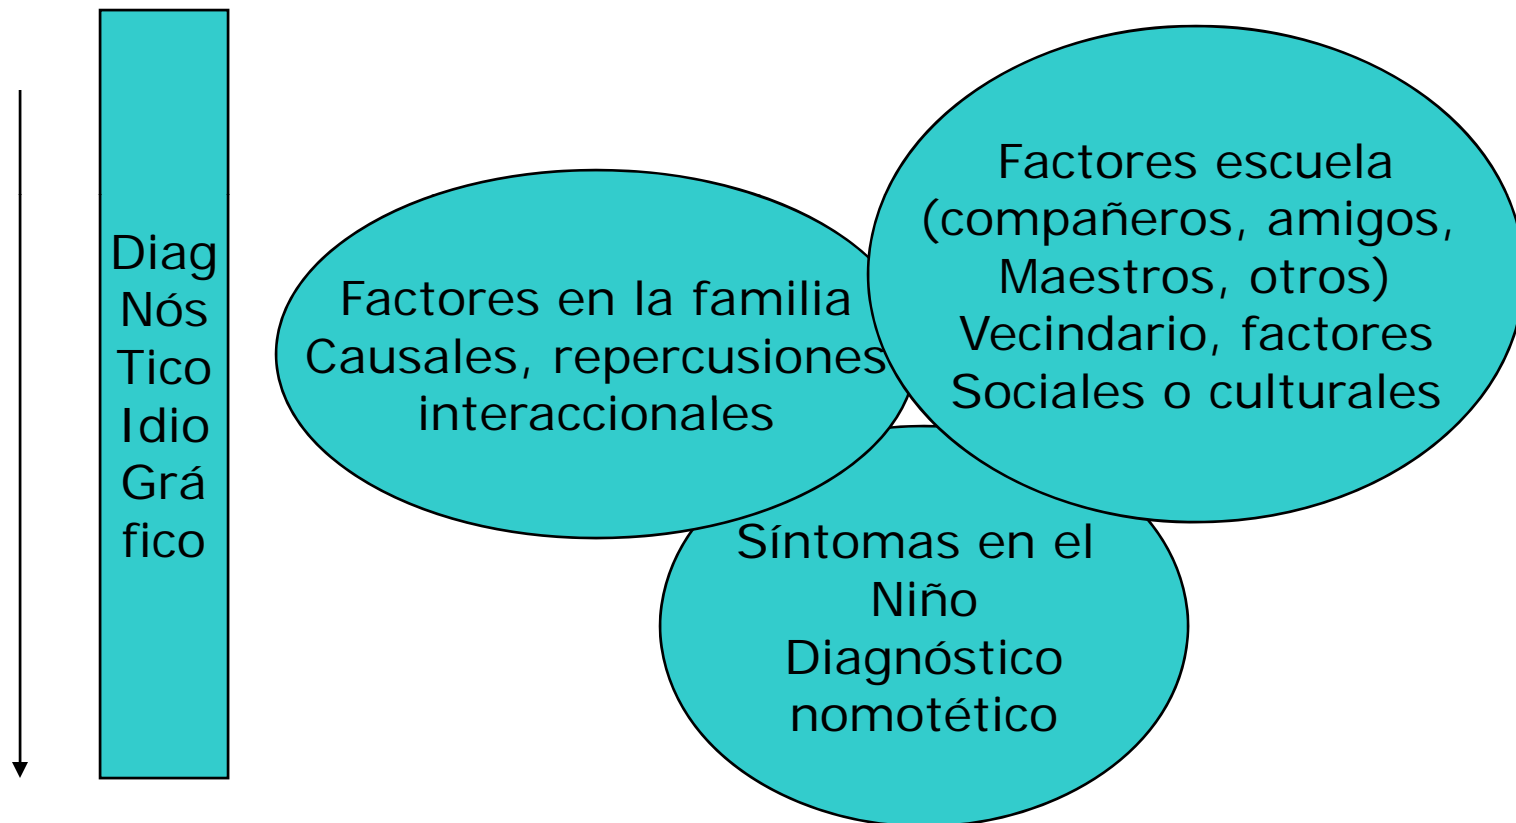 Diag
Nós
Tico
Idio
Grá
fico
Factores en la familia
Causales, repercusiones
interaccionales
Factores escuela
(compañeros, amigos,
Maestros, otros)
Vecindario, factores
Sociales o culturales
Síntomas en el
Niño
Diagnóstico
nomotético